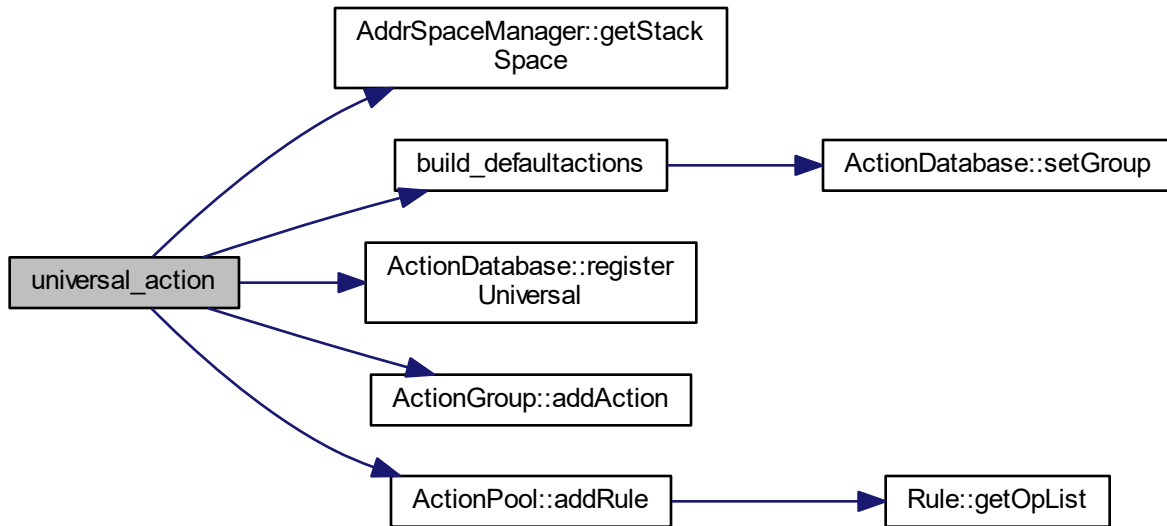 AddrSpaceManager::getStack
Space
build_defaultactions
ActionDatabase::setGroup
universal_action
ActionDatabase::register
Universal
ActionGroup::addAction
ActionPool::addRule
Rule::getOpList